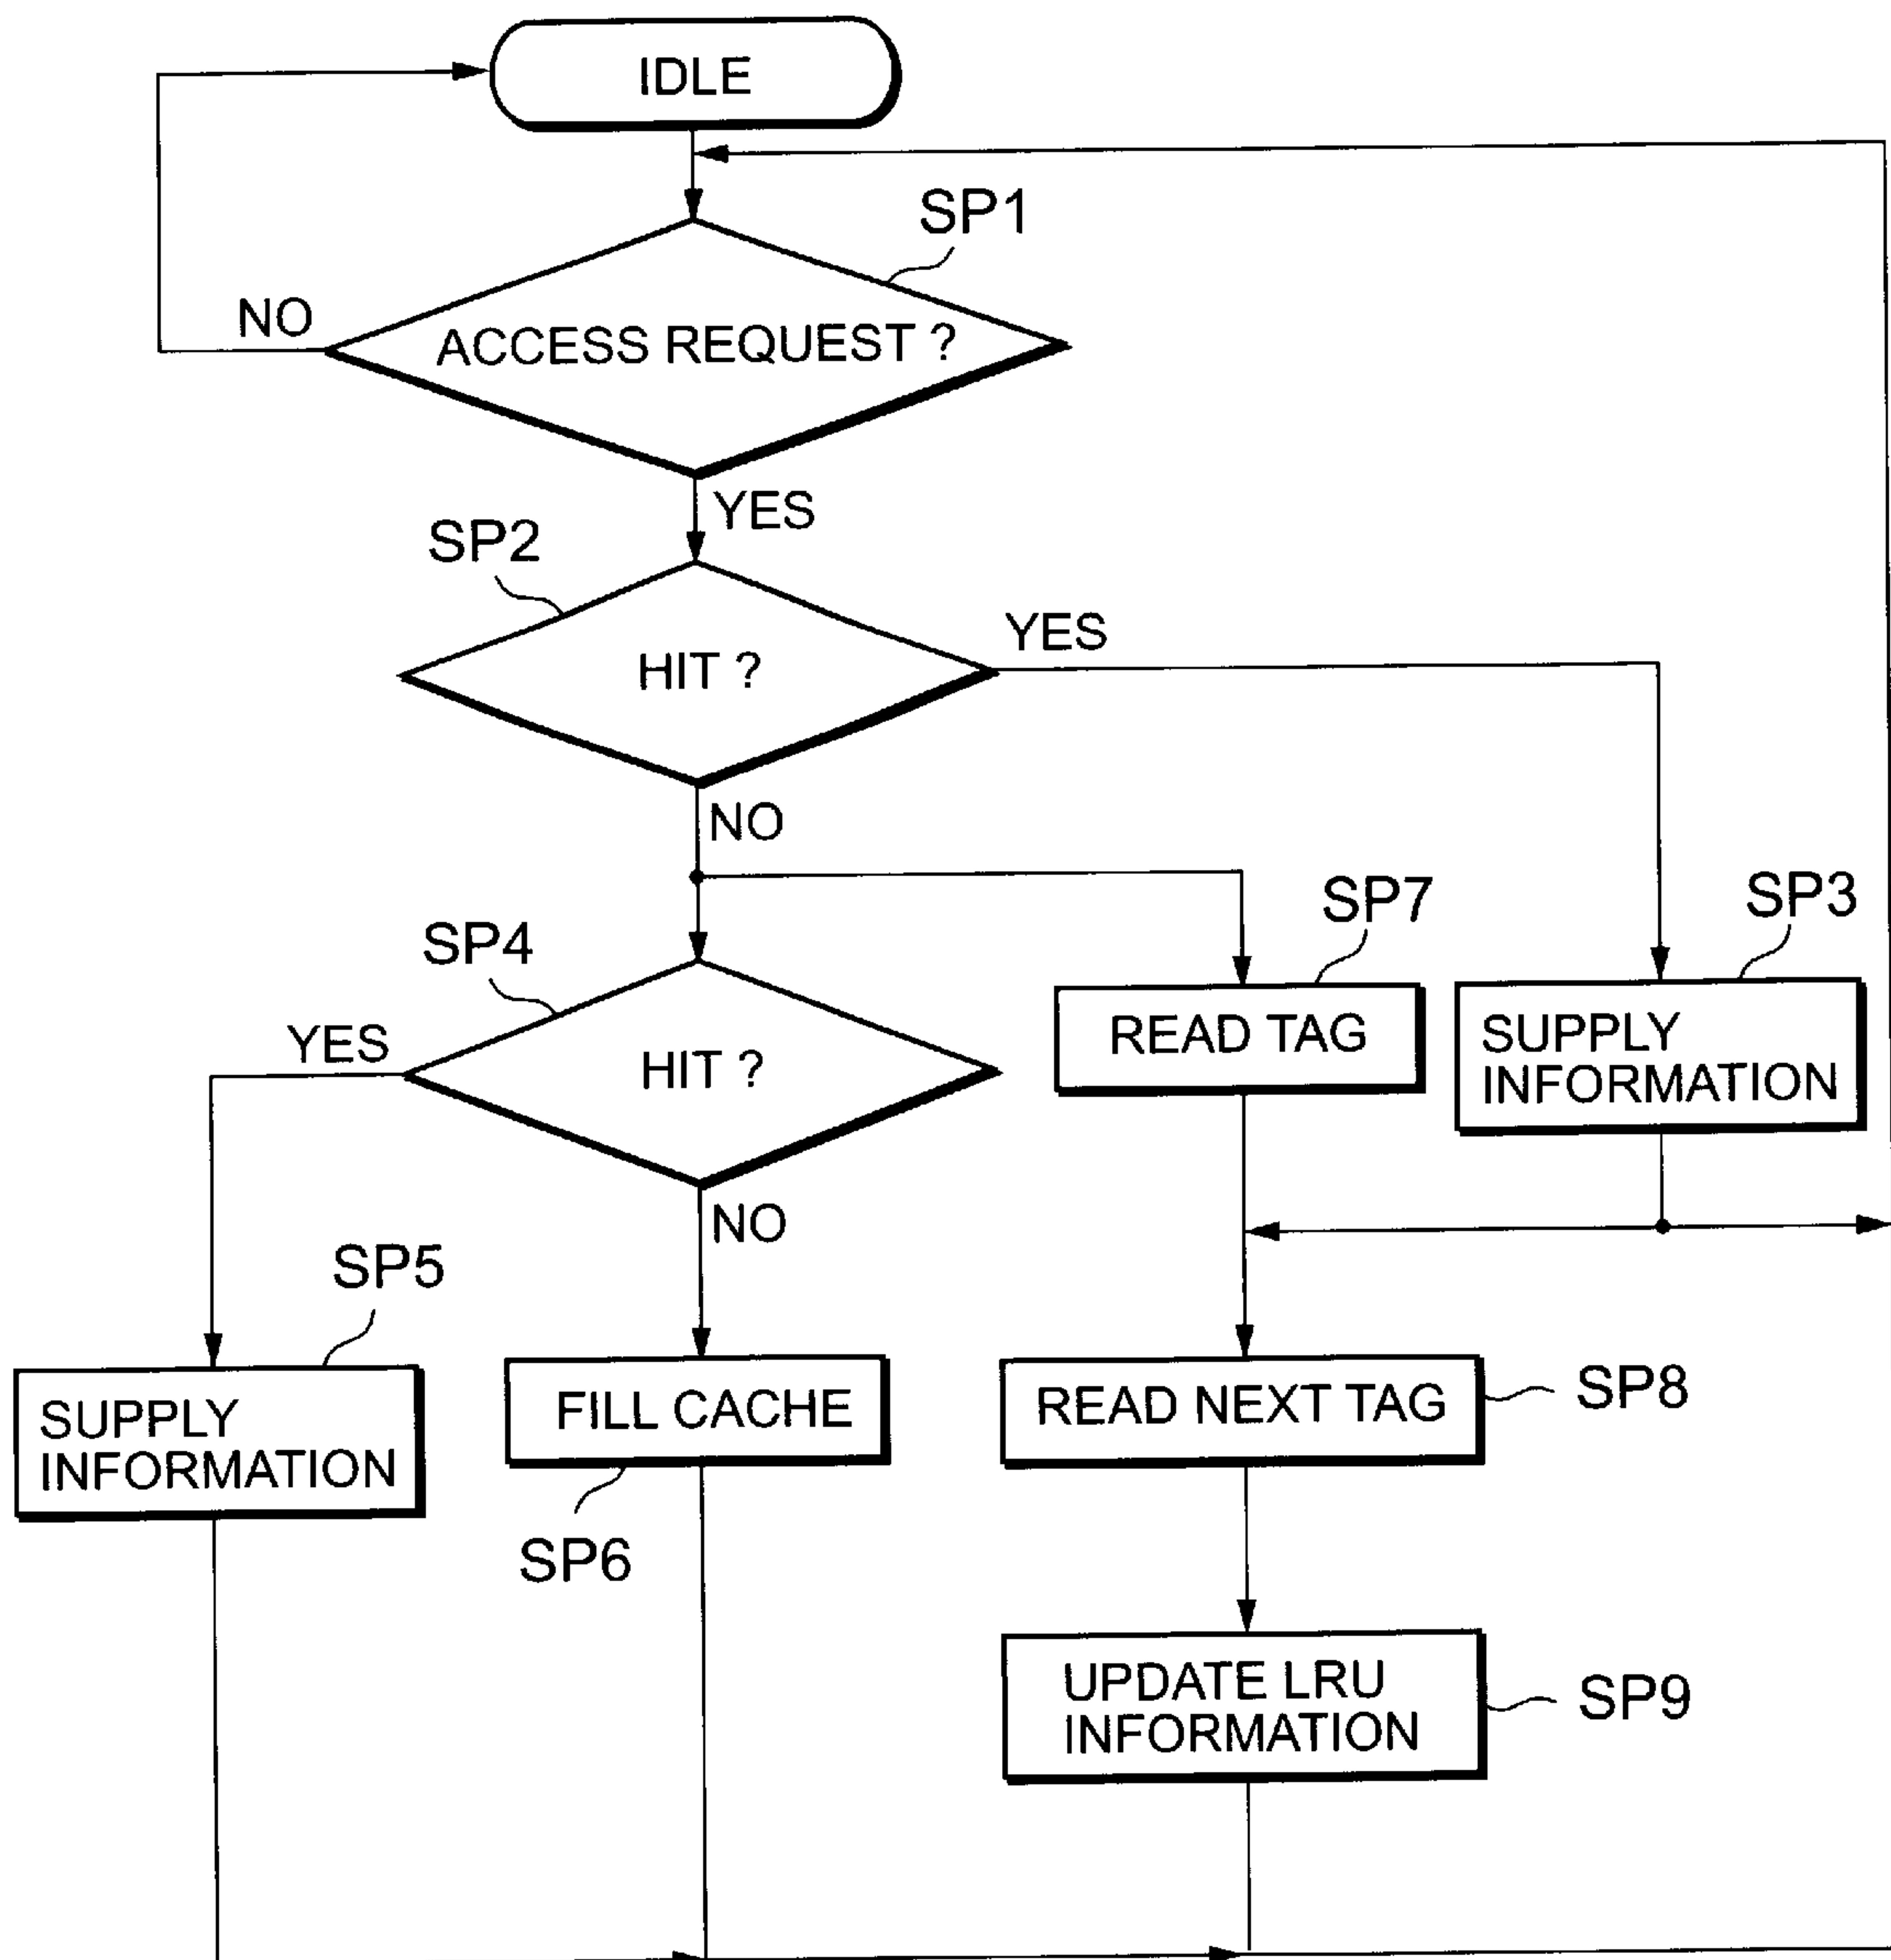 IDLE
SP1
NO
ACCESS REQUEST ?
YES
SP2
YES
HIT ?
NO
SP7
SP3
SP4
YES
HIT ?
READ TAG
SUPPLY
INFORMATION
NO
SP5
SUPPLY
INFORMATION
FILL CACHE
READ NEXT TAG
SP8
SP6
UPDATE LRU
INFORMATION
SP9